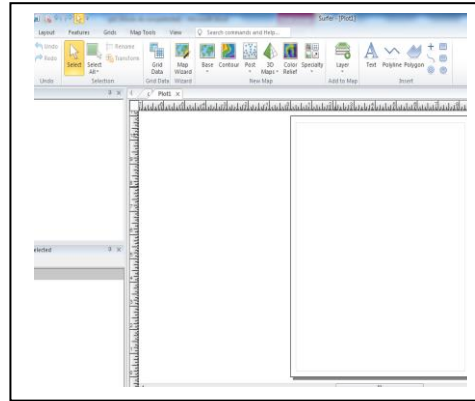 Surfer - [Plot1]
Layout Features Grids Map Tools View Search commands and Help...
Undo Redo Select Select All Rename Transform Grid Data Map Wizard Base Contour Post 3D Maps Color Relief Specialty Layer Text Polyline Polygon
Undo Selection Grid Data Wizard New Map Add to Map Insert
Plot1